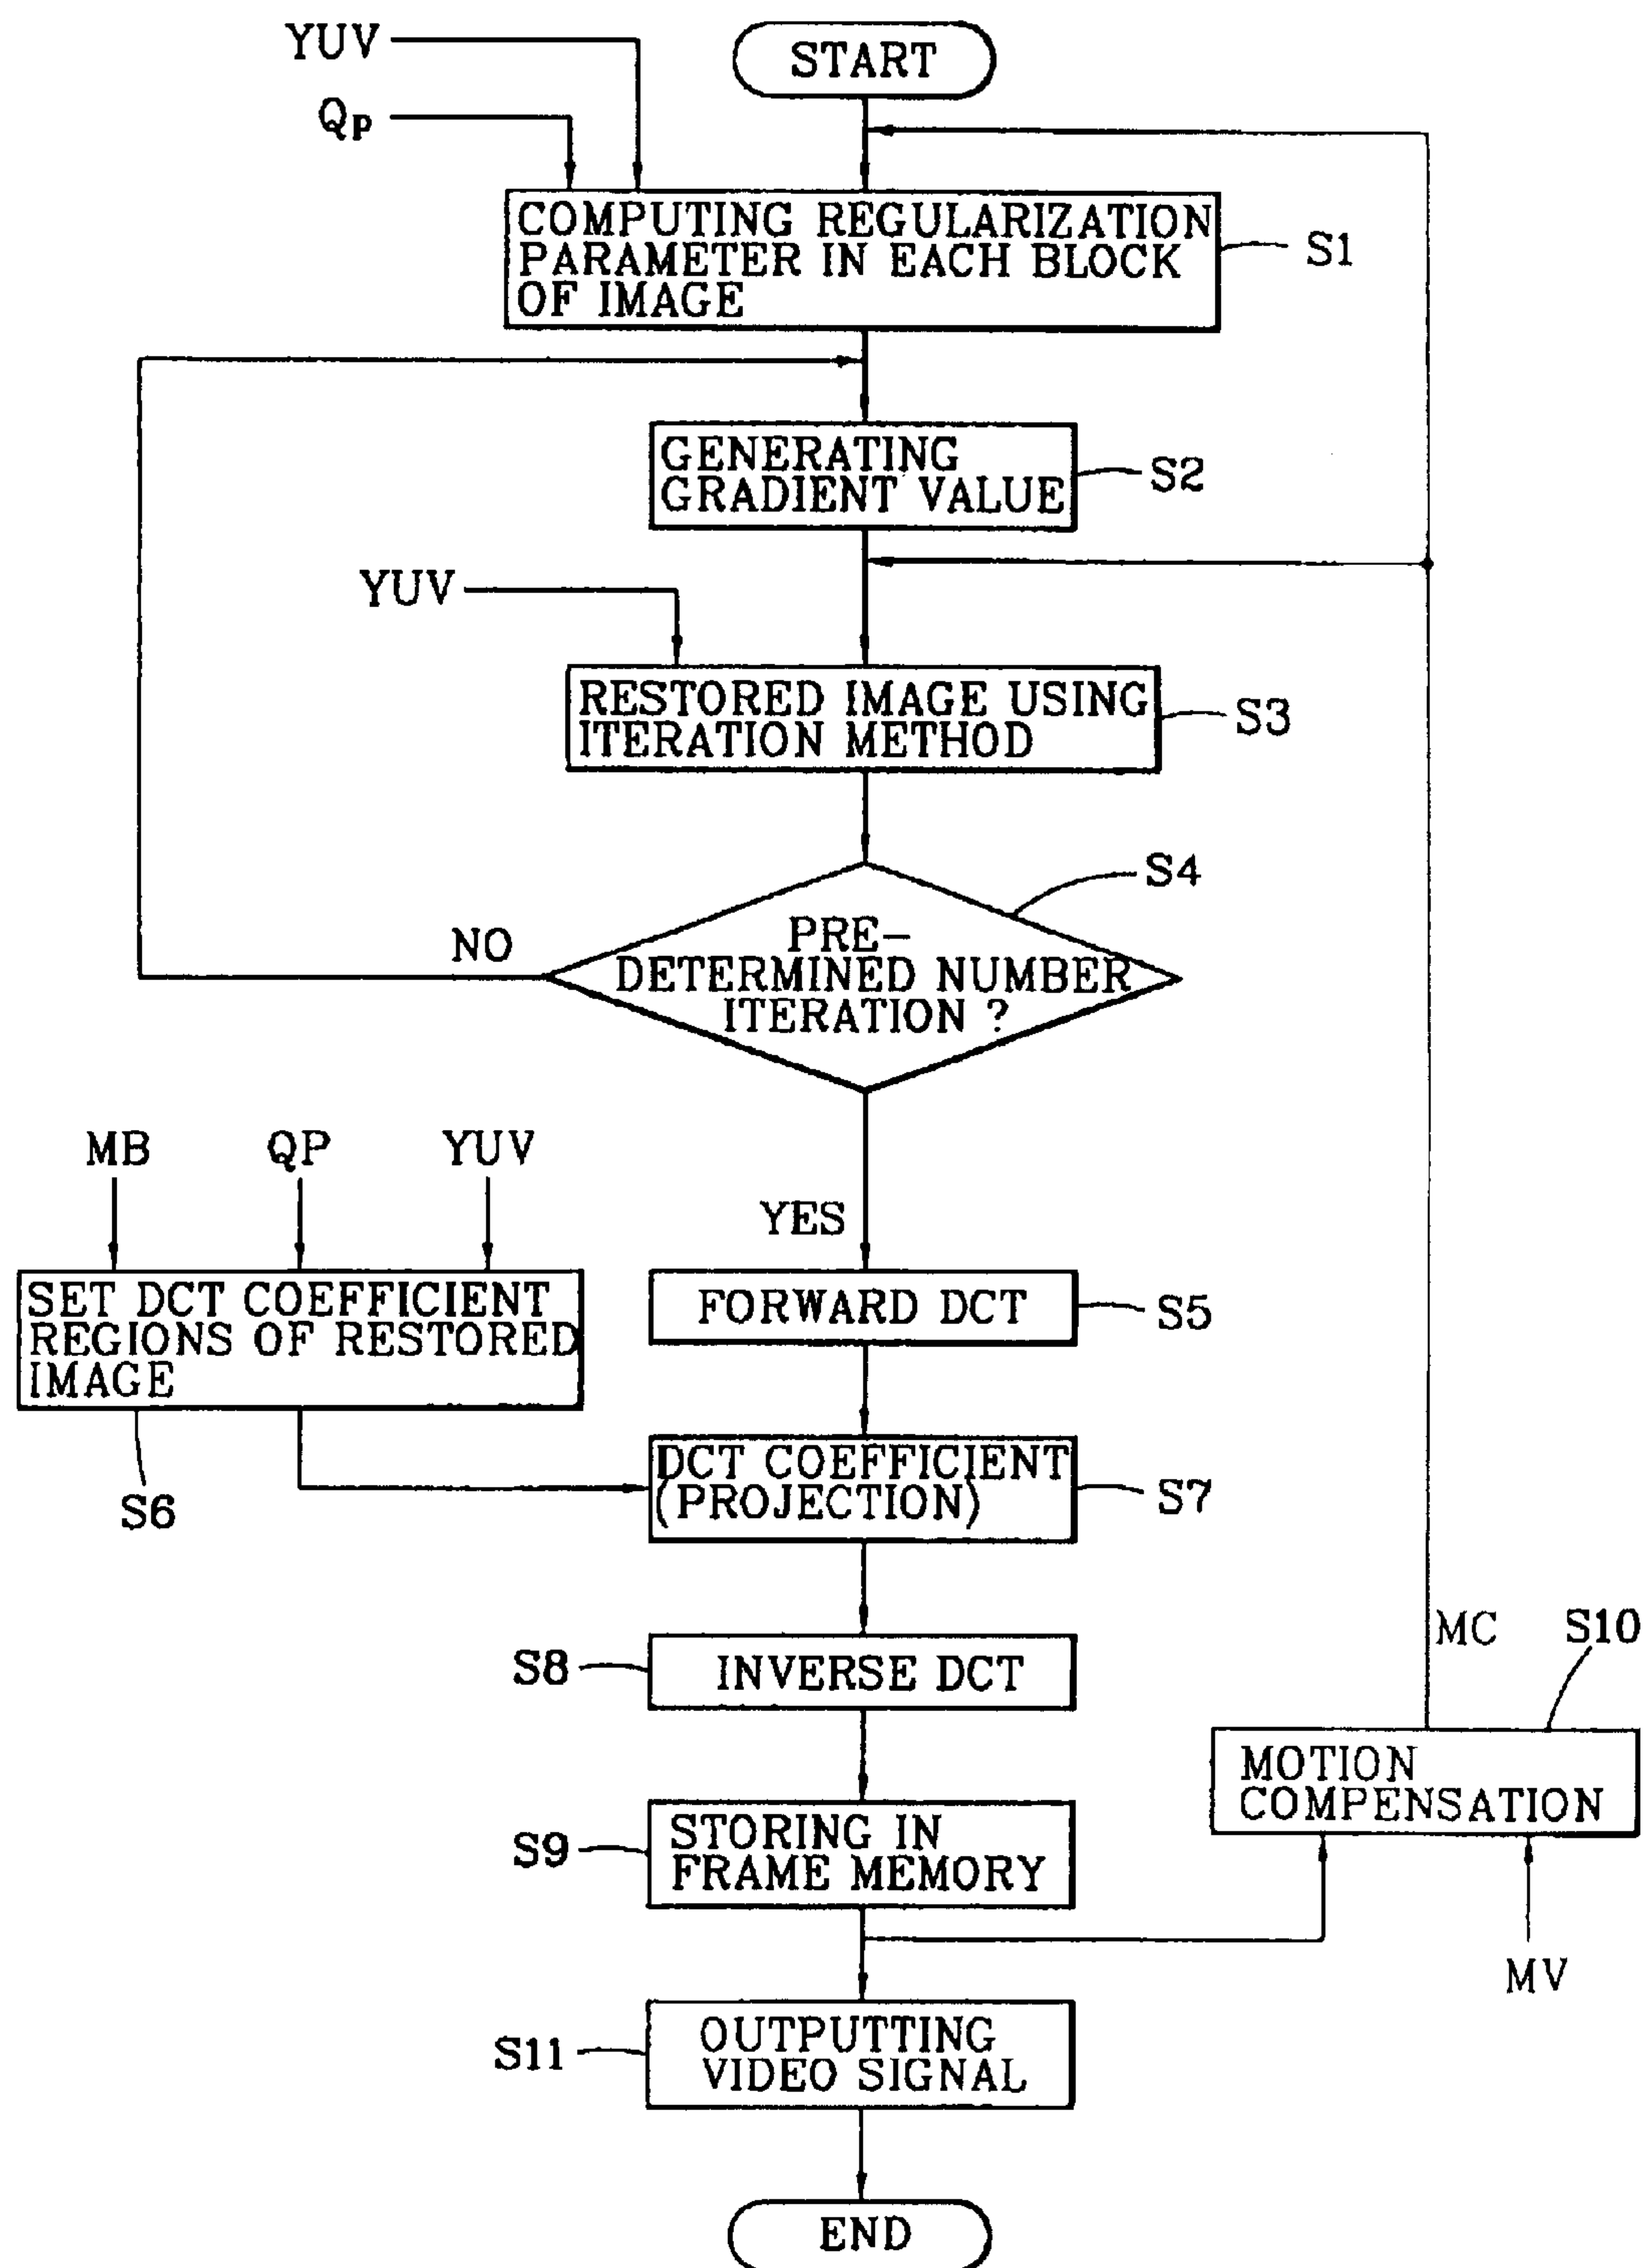 YUV
START
Qp
COMPUTING REGULARIZATION
PARAMETER IN EACH BLOCK
OF IMAGE
S1
GENERATING
GRADIENT VALUE
S2
YUV
RESTORED IMAGE USING
ITERATION METHOD
S3
S4
NO
PRE-
DETERMINED NUMBER
ITERATION ?
MB
QP
YUV
YES
SET DCT COEFFICIENT
REGIONS OF RESTORED
IMAGE
FORWARD DCT
S5
S6
DCT COEFFICIENT
(PROJECTION)
S7
MC
S10
S8
INVERSE DCT
MOTION
COMPENSATION
S9
STORING IN
FRAME MEMORY
MV
S11
OUTPUTTING
VIDEO SIGNAL
END